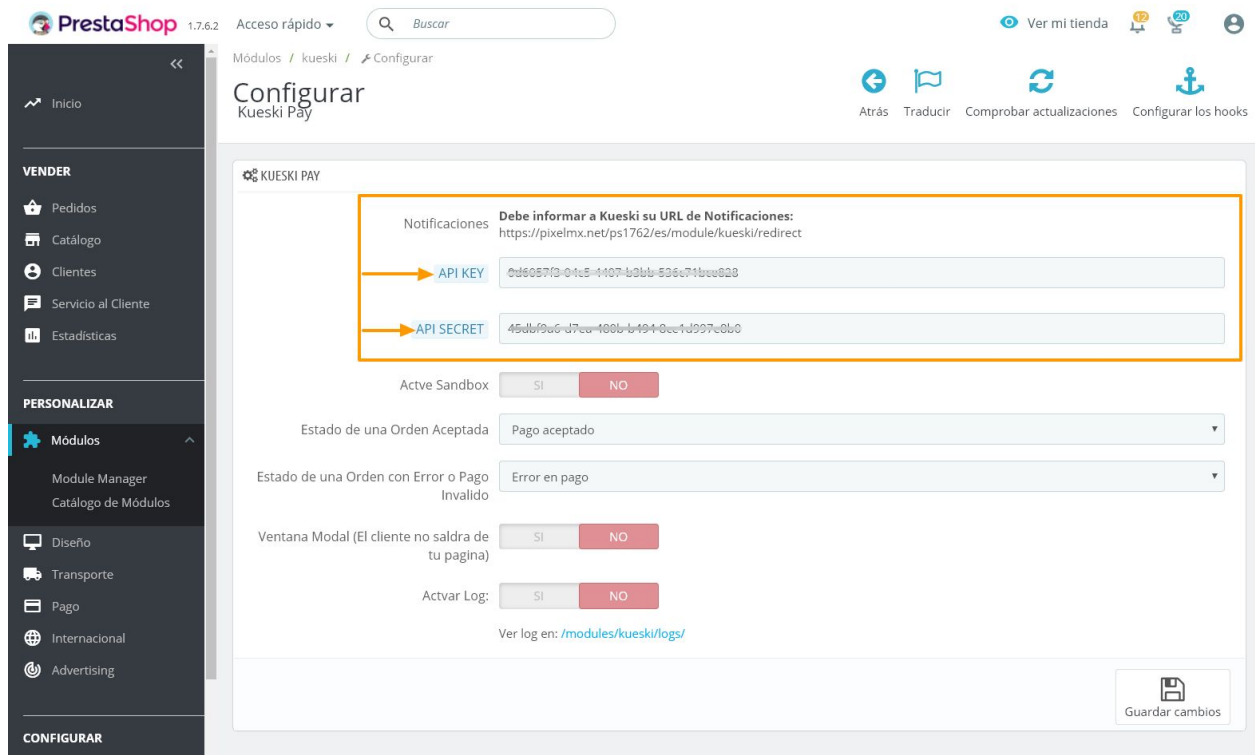 PrestaShop 1.7.6.2 Acceso rápido Buscar Ver mi tienda 12 20
Módulos / kueski / Configurar
Configurar
Kueski Pay
Atrás Traducir Comprobar actualizaciones Configurar los hooks
Inicio
VENDER
Pedidos
Catálogo
Clientes
Servicio al Cliente
Estadísticas
PERSONALIZAR
Módulos
Module Manager
Catálogo de Módulos
Diseño
Transporte
Pago
Internacional
Advertising
CONFIGURAR
KUESKI PAY
Notificaciones
Debe informar a Kueski su URL de Notificaciones:
https://pixelmx.net/ps1762/es/module/kueski/redirect
API KEY
API SECRET
Actve Sandbox SI NO
Estado de una Orden Aceptada Pago aceptado
Estado de una Orden con Error o Pago
Invalido
Error en pago
Ventana Modal (El cliente no saldra de
tu pagina)
SI NO
Actvar Log: SI NO
Ver log en: /modules/kueski/logs/
Guardar cambios